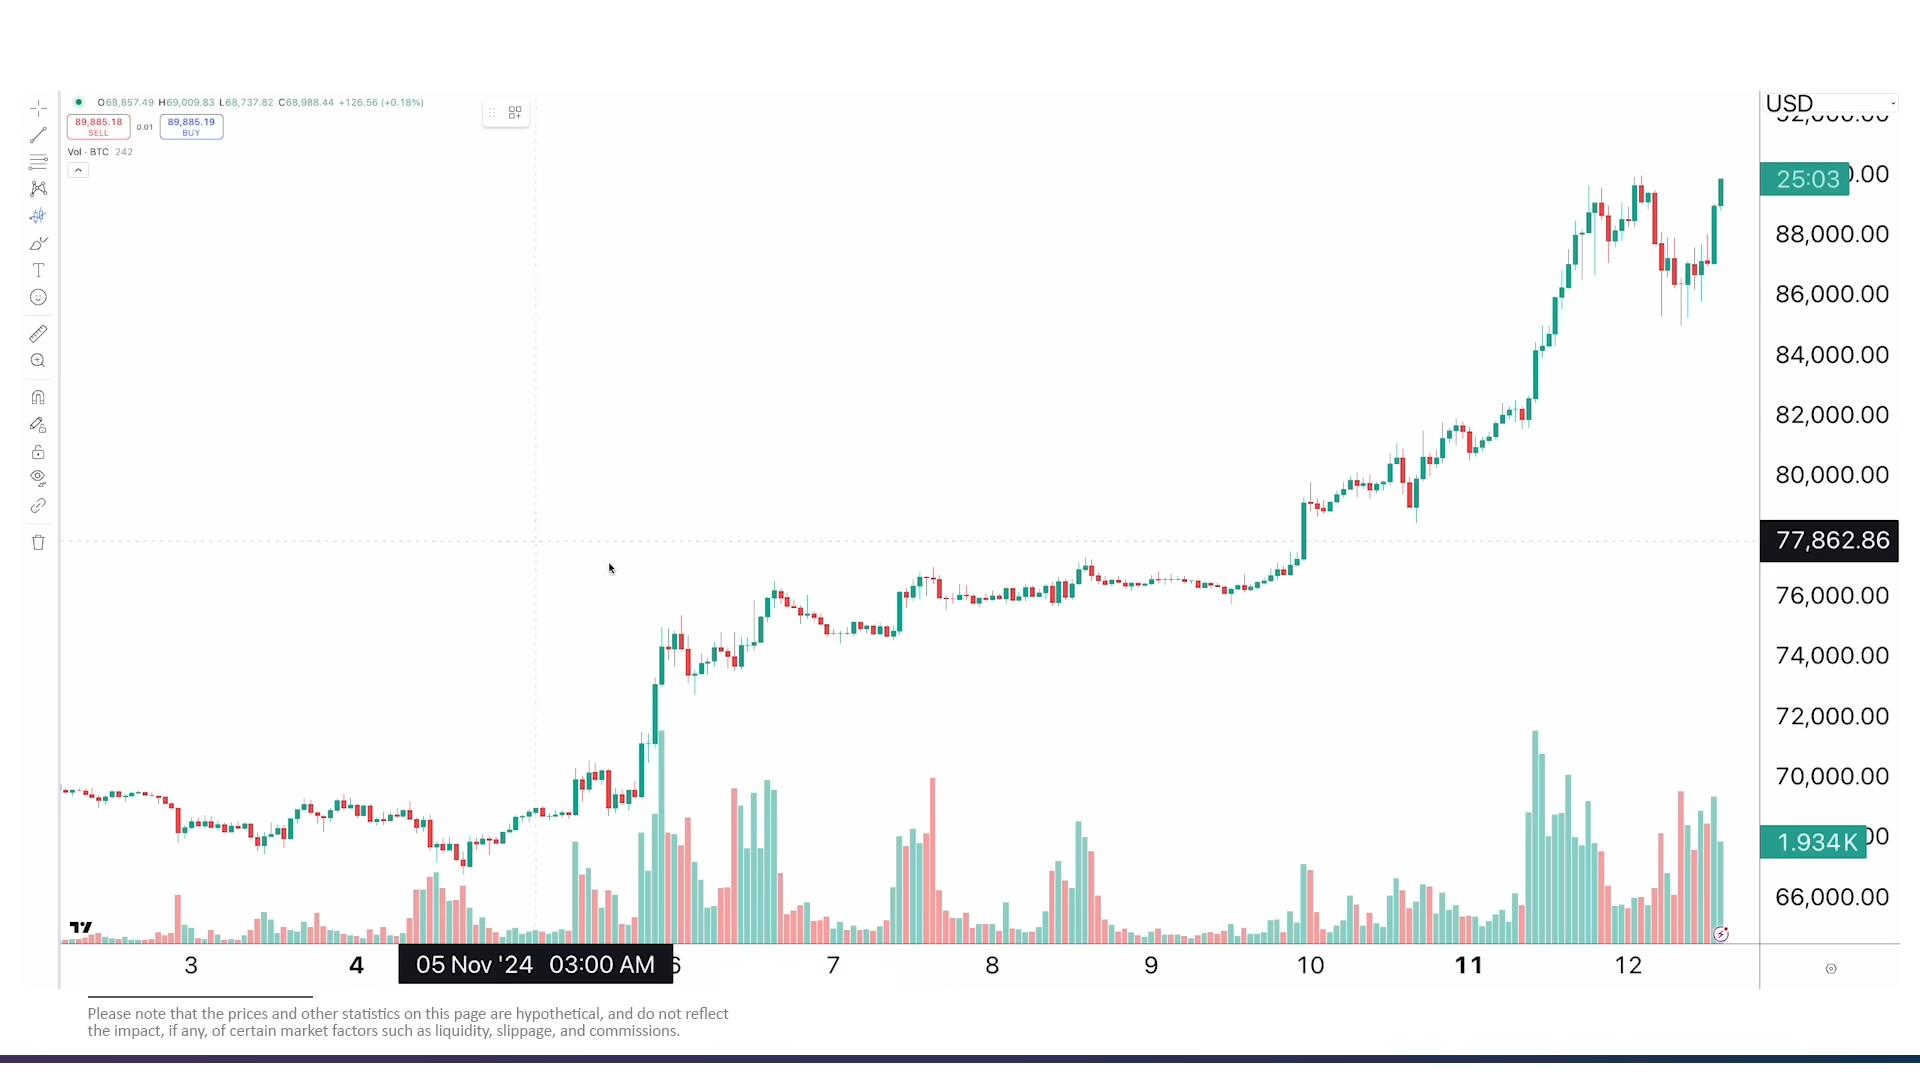 O68,857.49 H69,009.83 L68,737.82 C68,988.44 +126.56 (+0.18%)
USD
89,885.18
SELL
0.01
89,885.19
BUY
Vol · BTC 242
25:03
88,000.00
86,000.00
84,000.00
82,000.00
80,000.00
77,862.86
76,000.00
74,000.00
72,000.00
70,000.00
1.934K
66,000.00
3
4
05 Nov '24 03:00 AM
6
7
8
9
10
11
12
Please note that the prices and other statistics on this page are hypothetical, and do not reflect
the impact, if any, of certain market factors such as liquidity, slippage, and commissions.